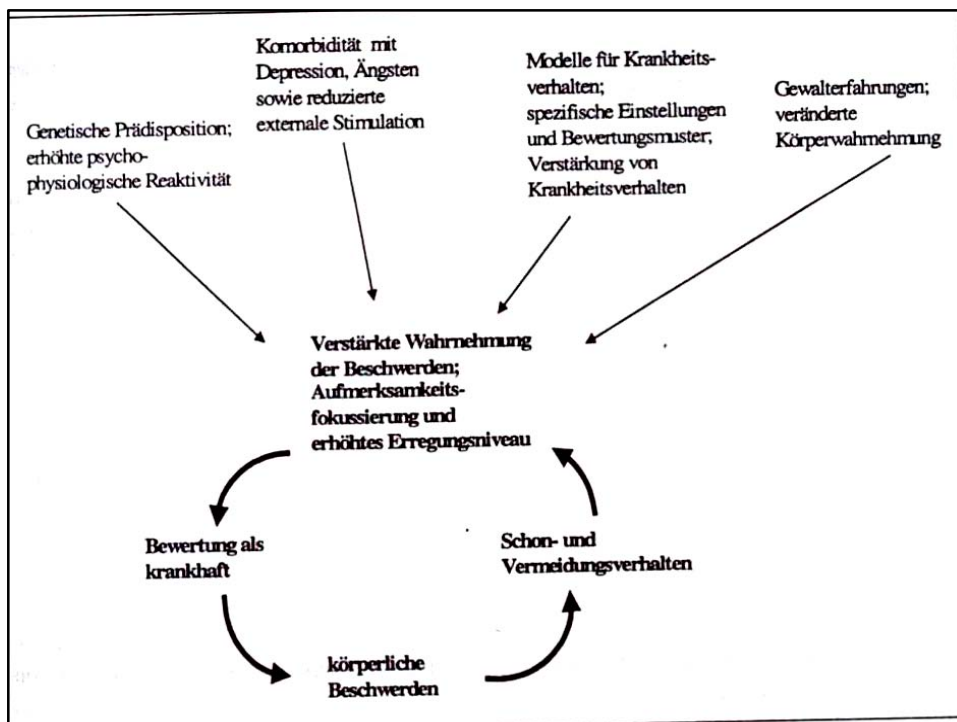 Genetische Prädisposition;
erhöhte psycho-
physiologische Reaktivität
Komorbidität mit
Depression, Ängsten
sowie reduzierte
externale Stimulation
Modelle für Krankheits-
verhalten;
spezifische Einstellungen
und Bewertungsmuster;
Verstärkung von
Krankheitsverhalten
Gewalterfahrungen;
veränderte
Körperwahrnehmung
Verstärkte Wahrnehmung
der Beschwerden;
Aufmerksamkeits-
fokussierung und
erhöhtes Erregungsniveau
Bewertung als
krankhaft
körperliche
Beschwerden
Schon- und
Vermeidungsverhalten